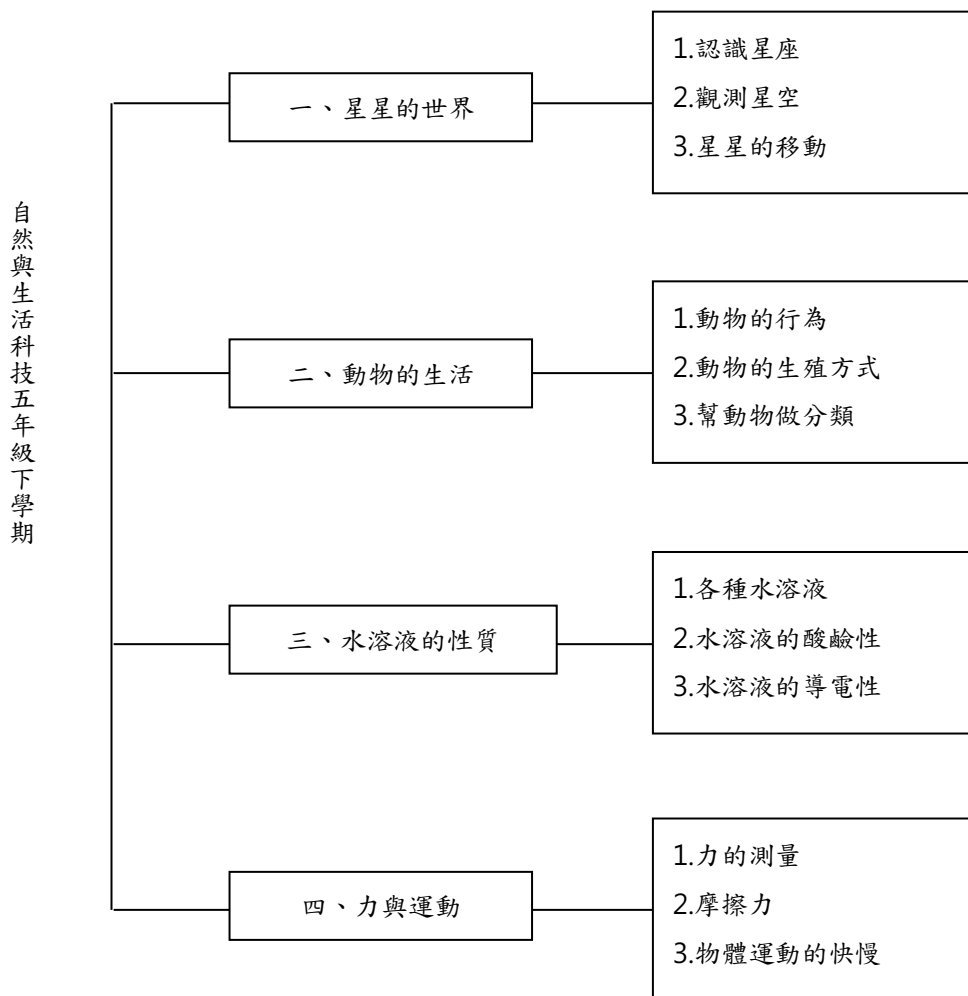 自然與生活科技五年級下學期
一、星星的世界
1.認識星座
2.觀測星空
3.星星的移動
二、動物的生活
1.動物的行為
2.動物的生殖方式
3.幫動物做分類
三、水溶液的性質
1.各種水溶液
2.水溶液的酸鹼性
3.水溶液的導電性
四、力與運動
1.力的測量
2.摩擦力
3.物體運動的快慢